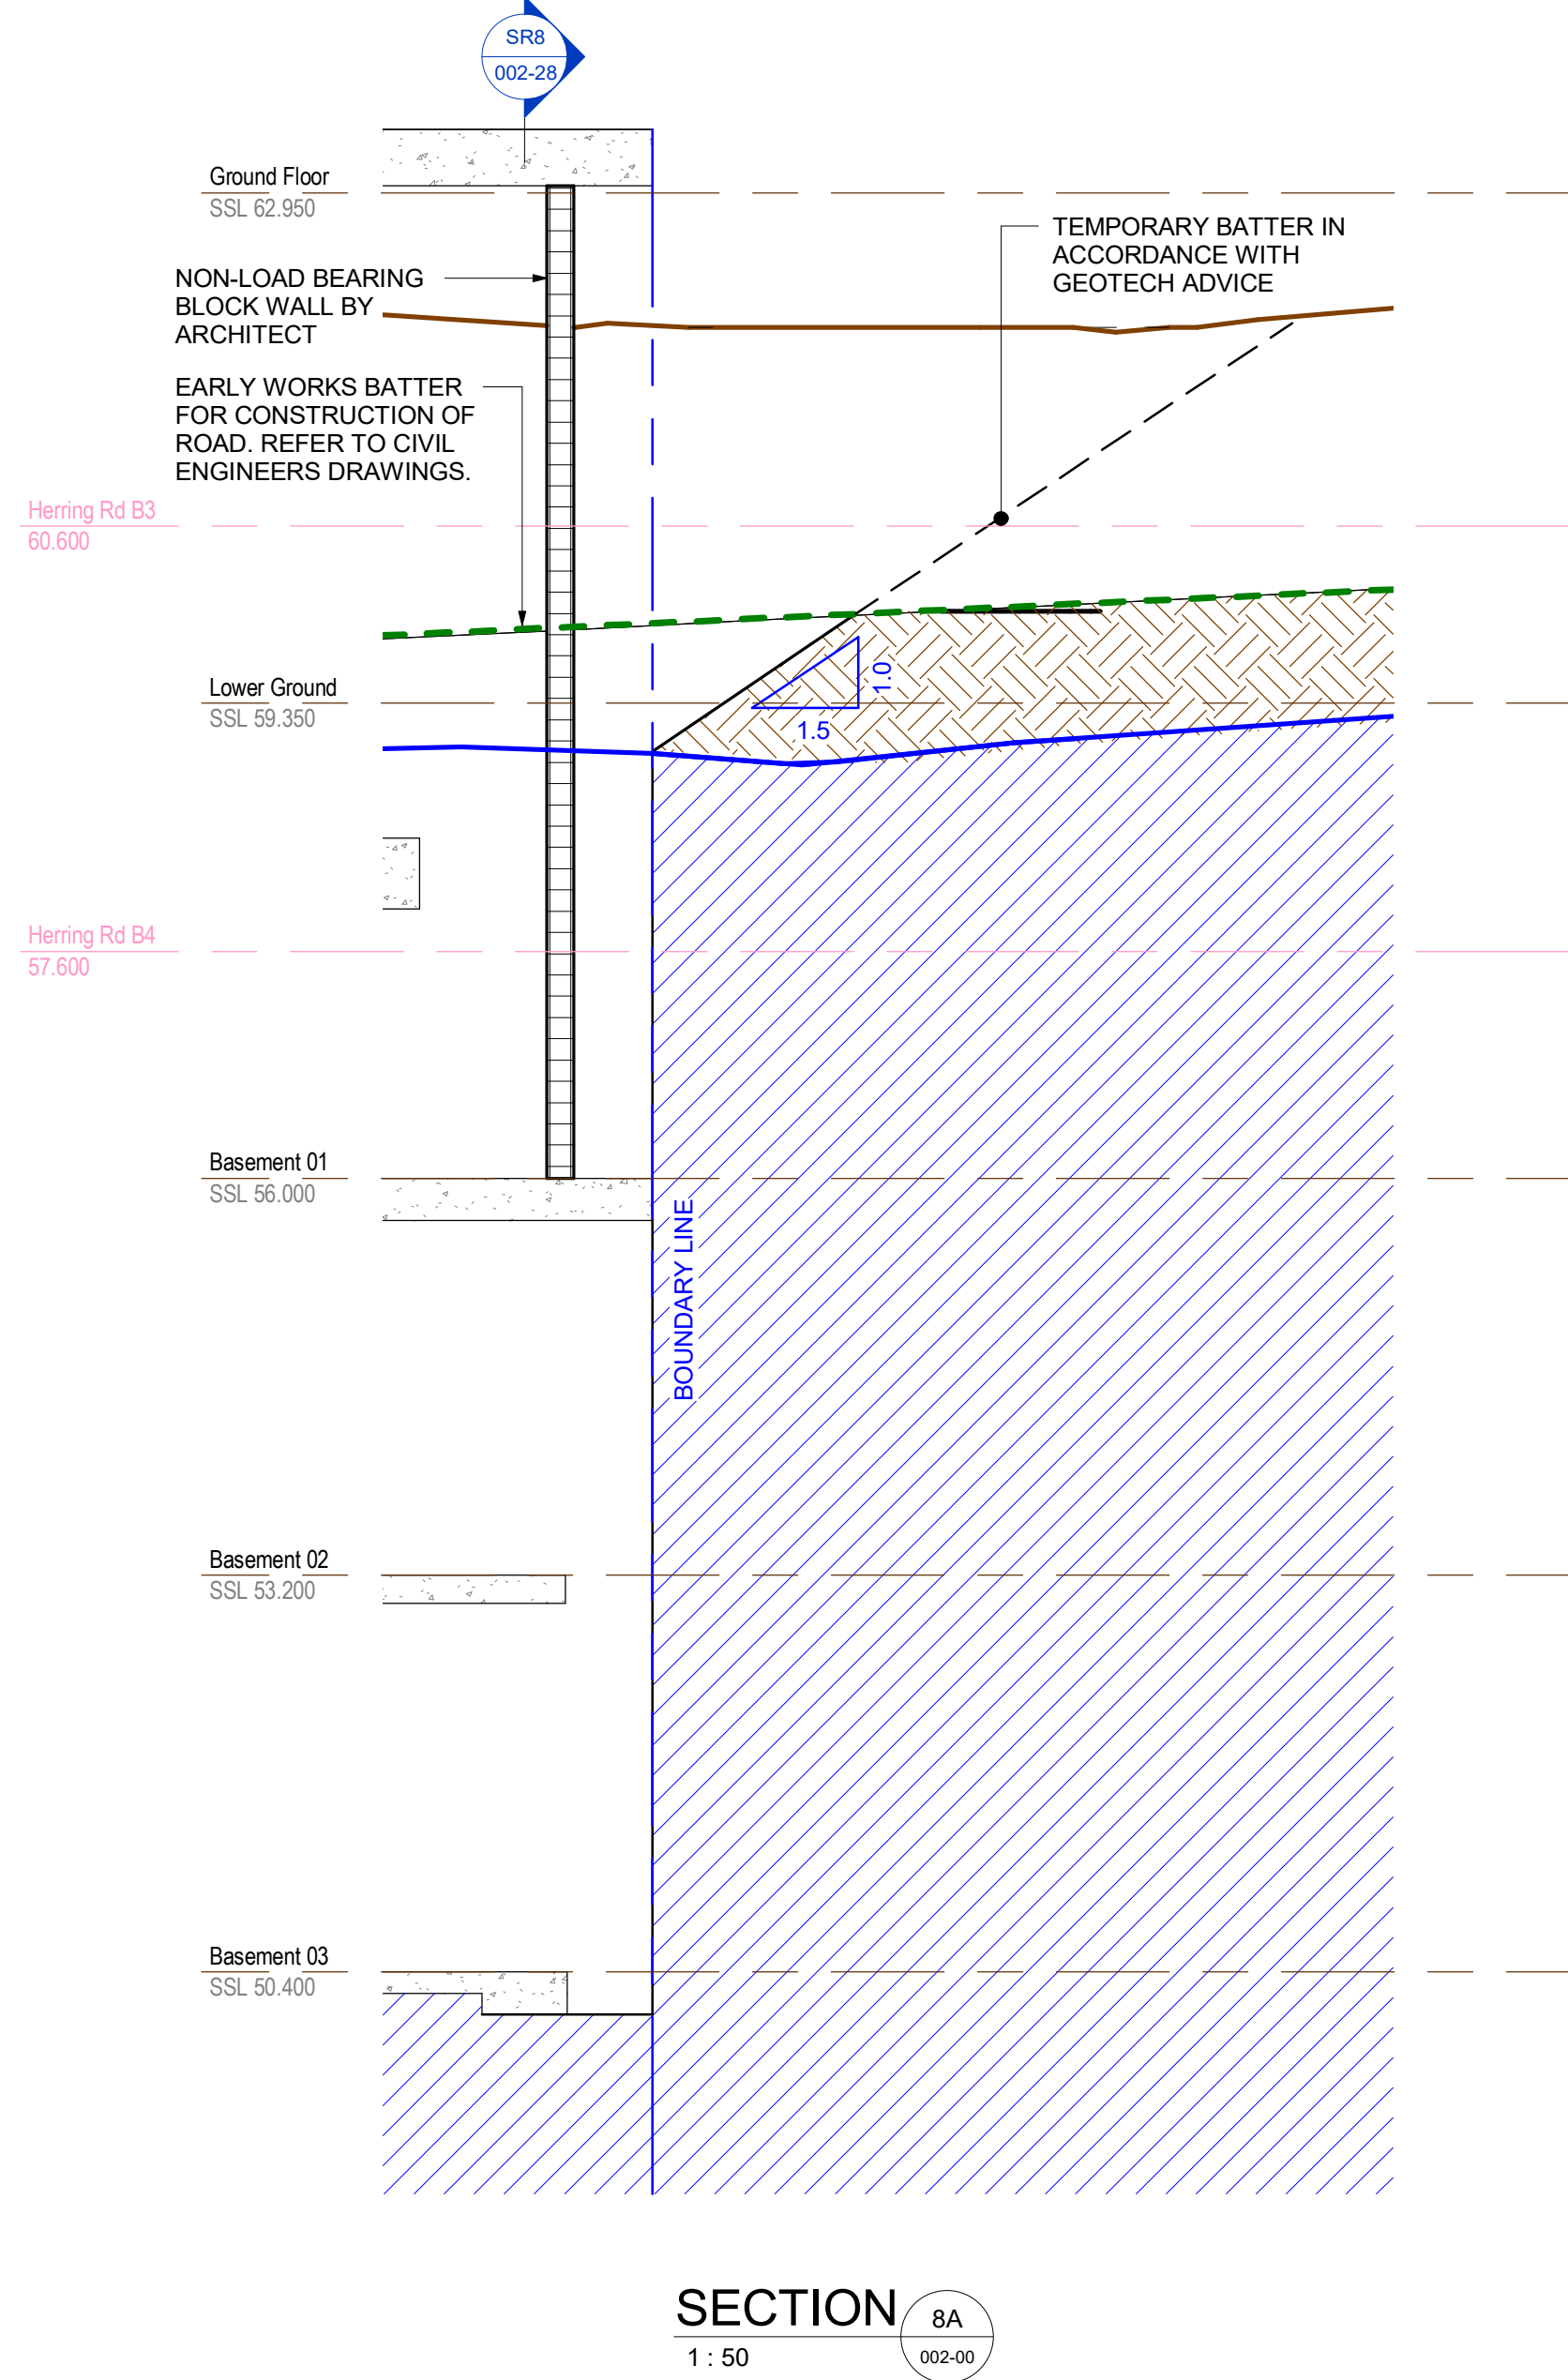 SR8
002-28
Ground Floor
SSL 62.950
TEMPORARY BATTER IN
ACCORDANCE WITH
GEOTECH ADVICE
NON-LOAD BEARING
BLOCK WALL BY
ARCHITECT
EARLY WORKS BATTER
FOR CONSTRUCTION OF
ROAD. REFER TO CIVIL
ENGINEERS DRAWINGS.
Herring Rd B3
60.600
Lower Ground
SSL 59.350
1.0
1.5
Herring Rd B4
57.600
Basement 01
SSL 56.000
BOUNDARY LINE
Basement 02
SSL 53.200
Basement 03
SSL 50.400
SECTION
8A
1 : 50
002-00